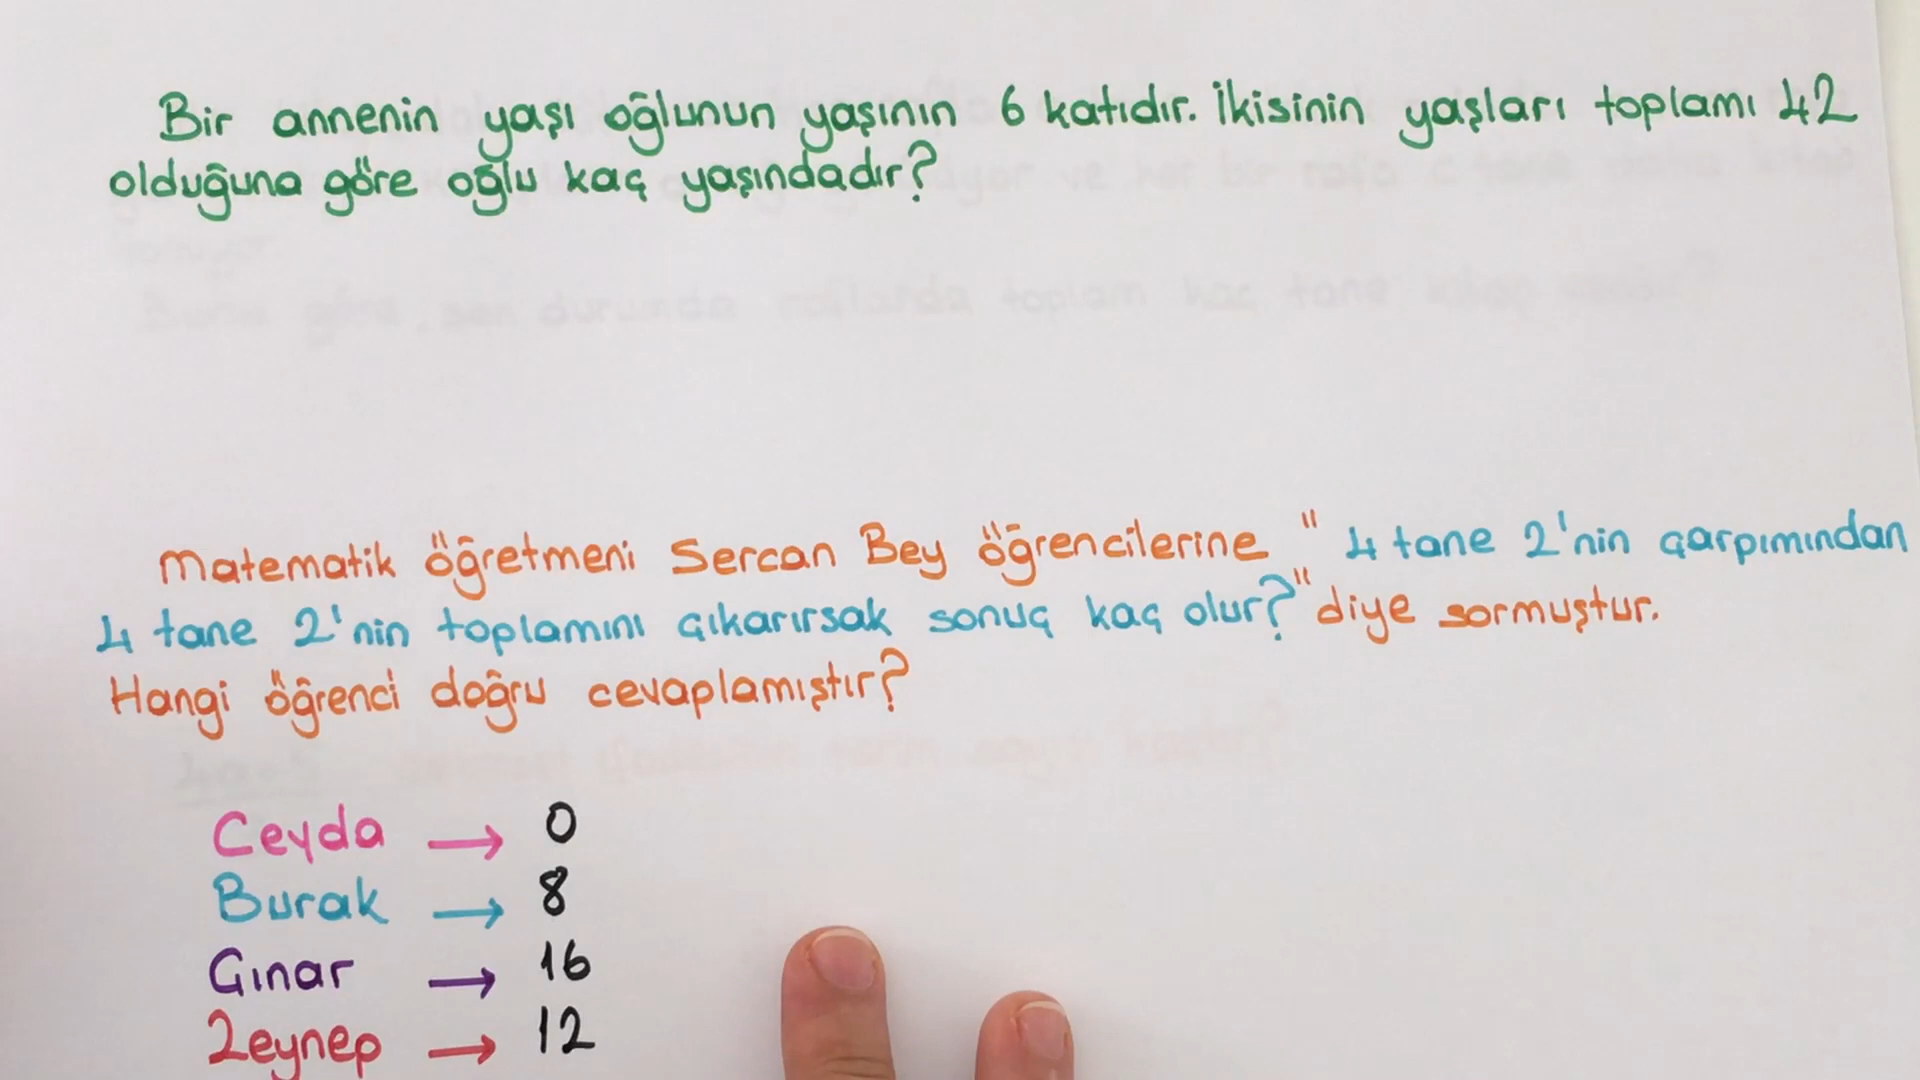 Bir annenin yaşı oğlunun yaşının 6 katıdır. İkisinin yaşları toplamı 42
olduğuna göre oğlu kaç yaşındadır?
Matematik öğretmeni Sercan Bey öğrencilerine "4 tane 2'nin çarpımından
4 tane 2'nin toplamını çıkarırsak sonuç kaç olur?" diye sormuştur.
Hangi öğrenci doğru cevaplamıştır?
Ceyda → 0
Burak → 8
Çınar → 16
Zeynep → 12